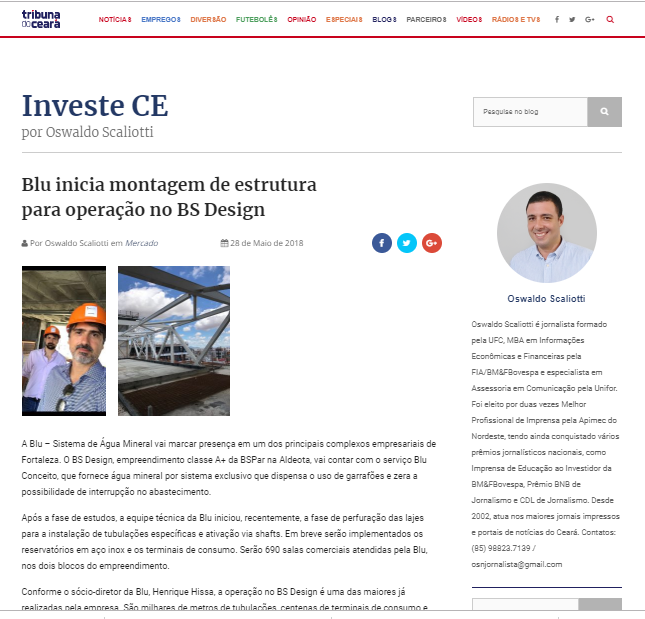 tribuna
do ceará
NOTÍCIAS EMPREGOS DIVERSÃO FUTEBOLÊS OPINIÃO ESPECIAIS BLOGS PARCEIROS VÍDEOS RÁDIOS E TVS
Investe CE
por Oswaldo Scaliotti
Pesquise no blog
Blu inicia montagem de estrutura
para operação no BS Design
Por Oswaldo Scaliotti em Mercado
28 de Maio de 2018
A Blu – Sistema de Água Mineral vai marcar presença em um dos principais complexos empresariais de
Fortaleza. O BS Design, empreendimento classe A+ da BSPar na Aldeota, vai contar com o serviço Blu
Conceito, que fornece água mineral por sistema exclusivo que dispensa o uso de garrafões e zera a
possibilidade de interrupção no abastecimento.
Após a fase de estudos, a equipe técnica da Blu iniciou, recentemente, a fase de perfuração das lajes
para a instalação de tubulações específicas e ativação via shafts. Em breve serão implementados os
reservatórios em aço inox e os terminais de consumo. Serão 690 salas comerciais atendidas pela Blu,
nos dois blocos do empreendimento.
Conforme o sócio-diretor da Blu, Henrique Hissa, a operação no BS Design é uma das maiores já
realizadas pela empresa. São milhares de metros de tubulações, centenas de terminais de consumo e
Oswaldo Scaliotti
Oswaldo Scaliotti é jornalista formado
pela UFC, MBA em Informações
Econômicas e Financeiras pela
FIA/BM&FBovespa e especialista em
Assessoria em Comunicação pela Unifor.
Foi eleito por duas vezes Melhor
Profissional de Imprensa pela Apimec do
Nordeste, tendo ainda conquistado vários
prêmios jornalísticos nacionais, como
Imprensa de Educação ao Investidor da
BM&FBovespa, Prêmio BNB de
Jornalismo e CDL de Jornalismo. Desde
2002, atua nos maiores jornais impressos
e portais de notícias do Ceará. Contatos:
(85) 98823.7139 /
osnjornalista@gmail.com